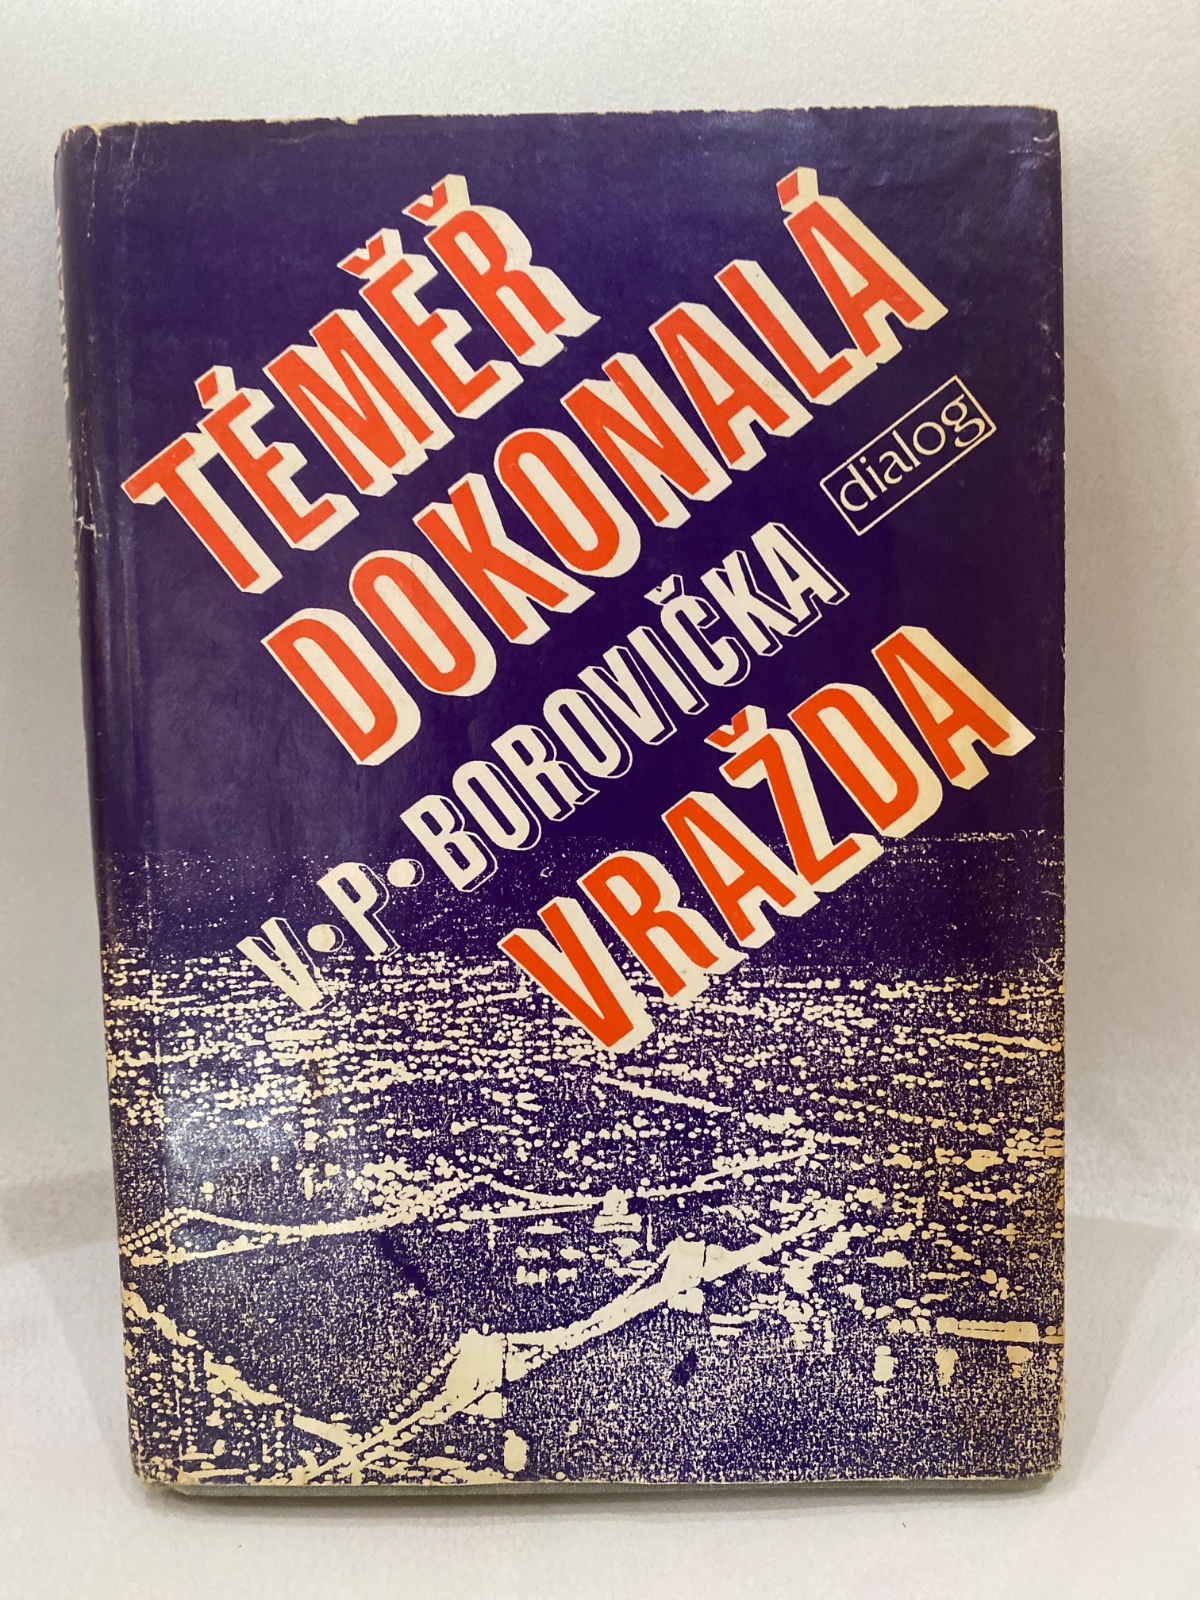 TÉMĚŘ
DOKONALÁ
dialog
V•P•BOROVIČKA
VRAŽDA